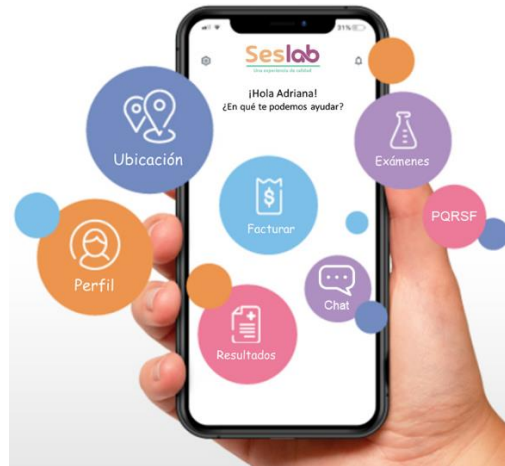 31%
Seslab
Una experiencia de calidad
¡Hola Adriana!
¿En qué te podemos ayudar?
Ubicación
Exámenes
Facturar
PQRSF
Perfil
Chat
Resultados